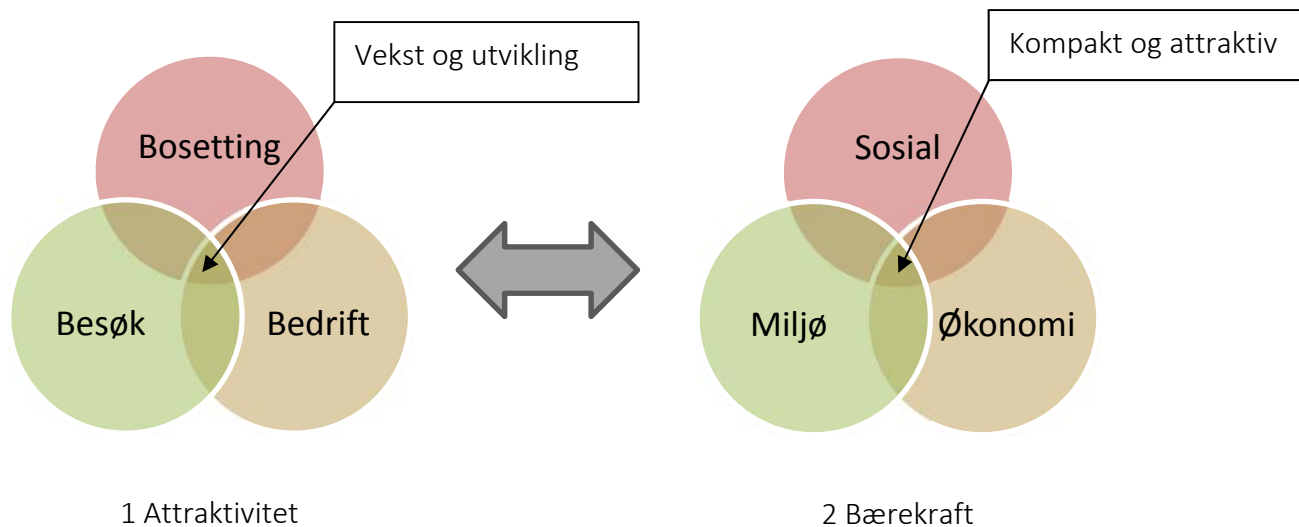 Vekst og utvikling
Bosetting
Besøk
Bedrift
1 Attraktivitet
Kompakt og attraktiv
Sosial
Miljø
Økonomi
2 Bærekraft